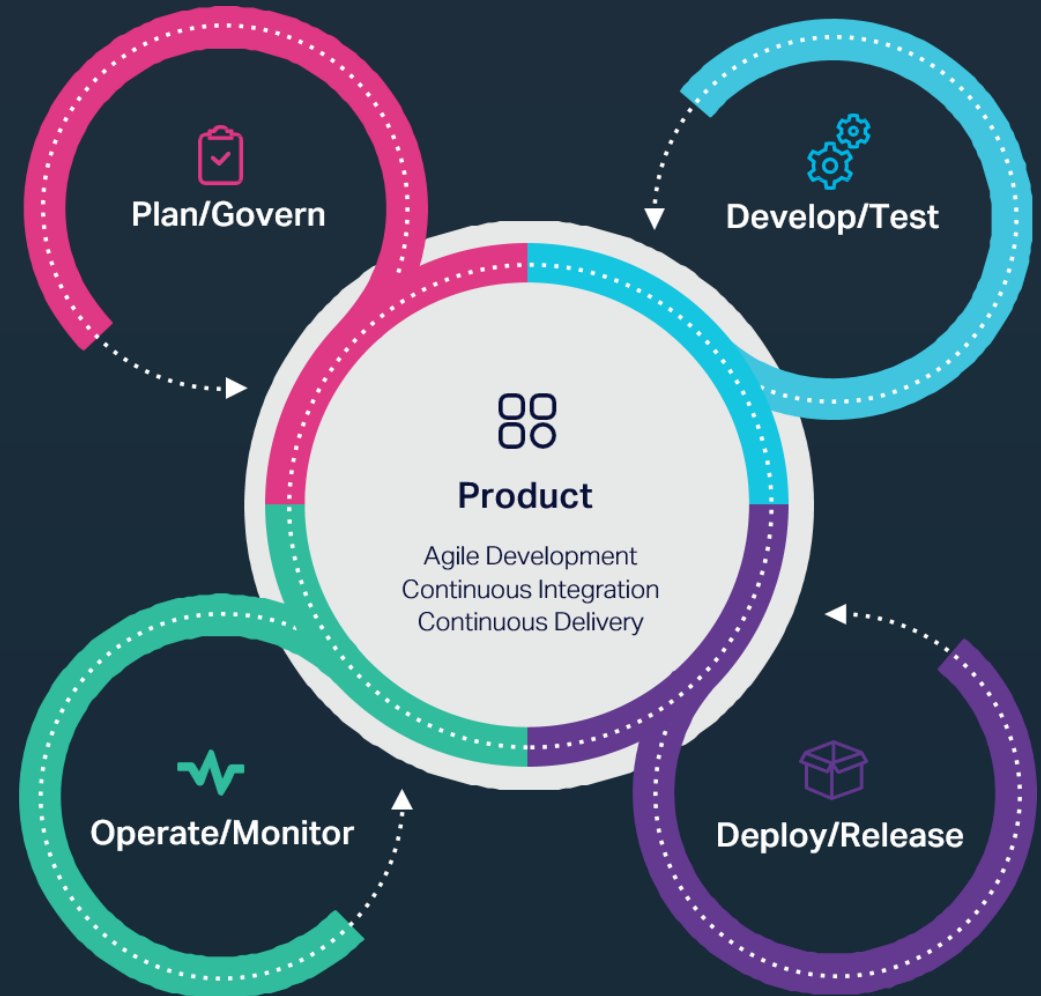 Plan/Govern
Develop/Test
Product
Agile Development
Continuous Integration
Continuous Delivery
Operate/Monitor
Deploy/Release